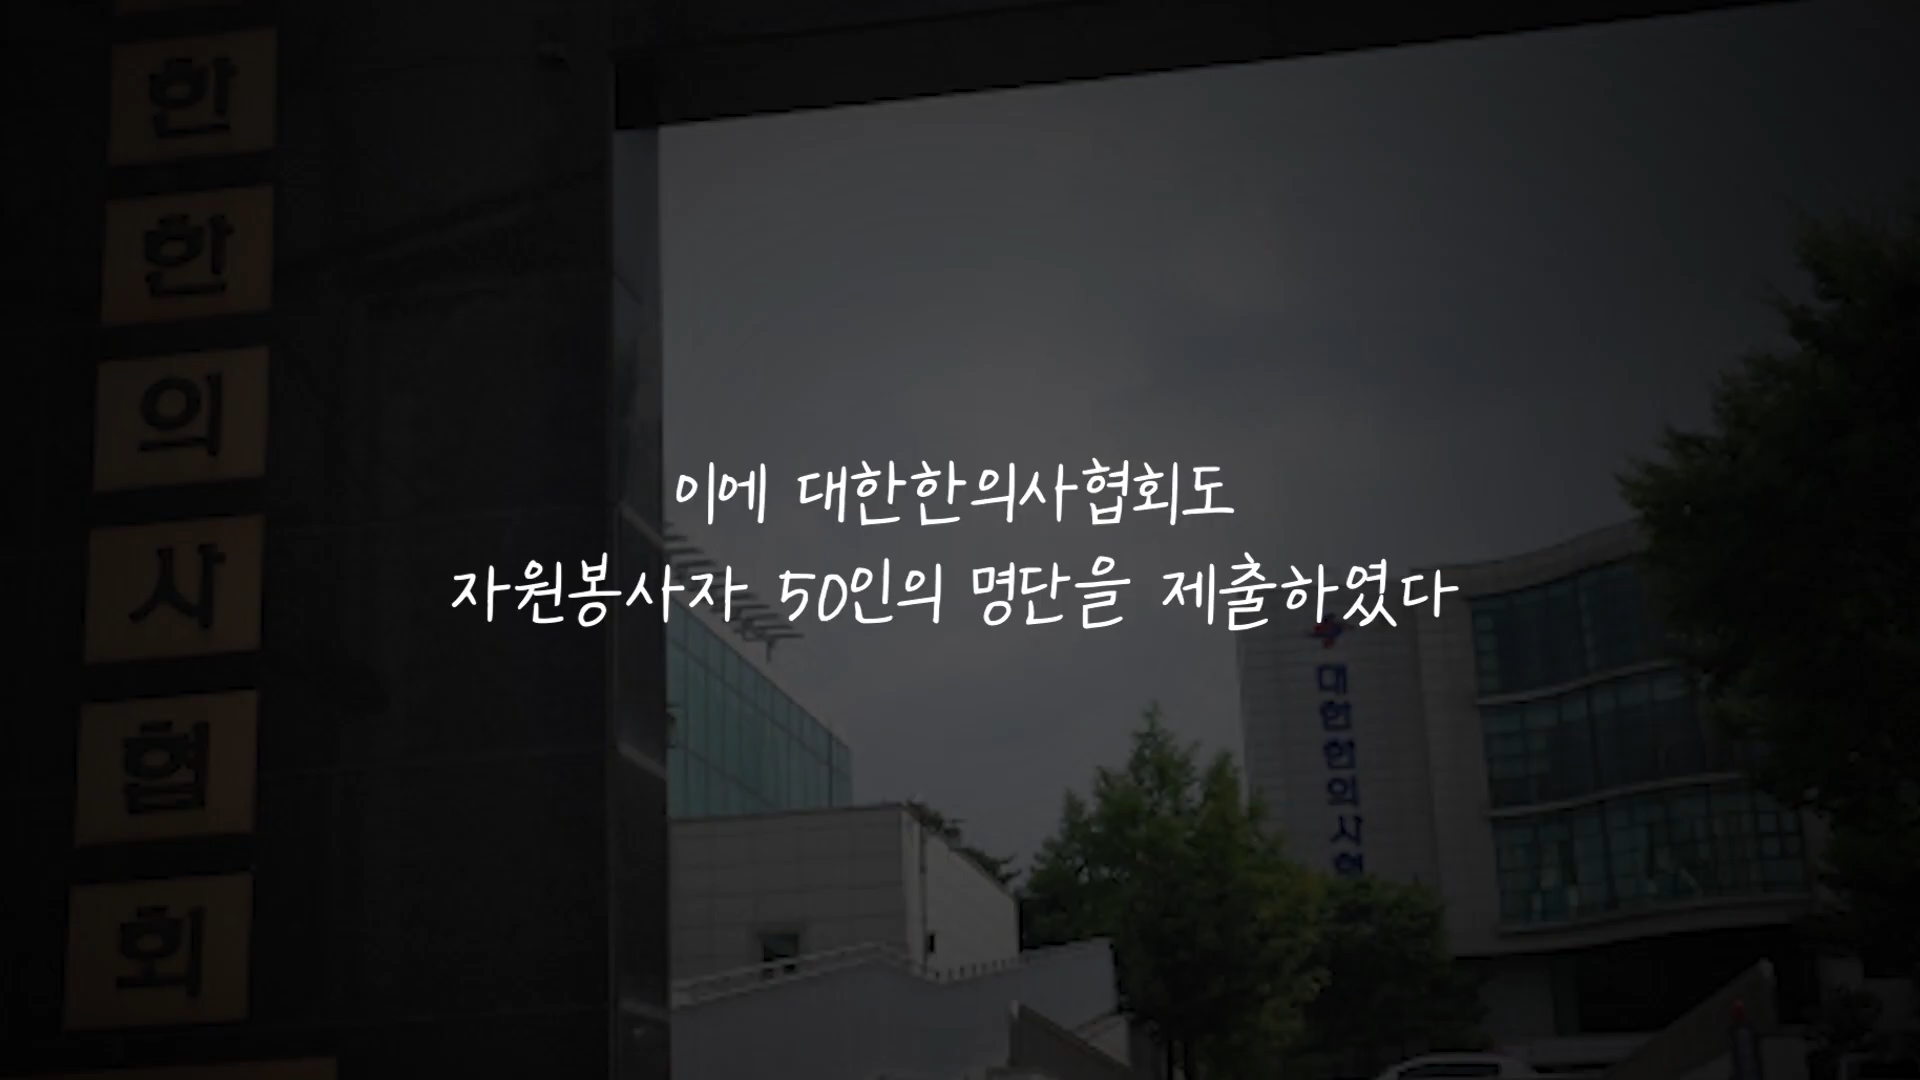 한
한
의
사
협
회
이에 대한한의사협회도
자원봉사자 50인의 명단을 제출하였다
대한한의사협